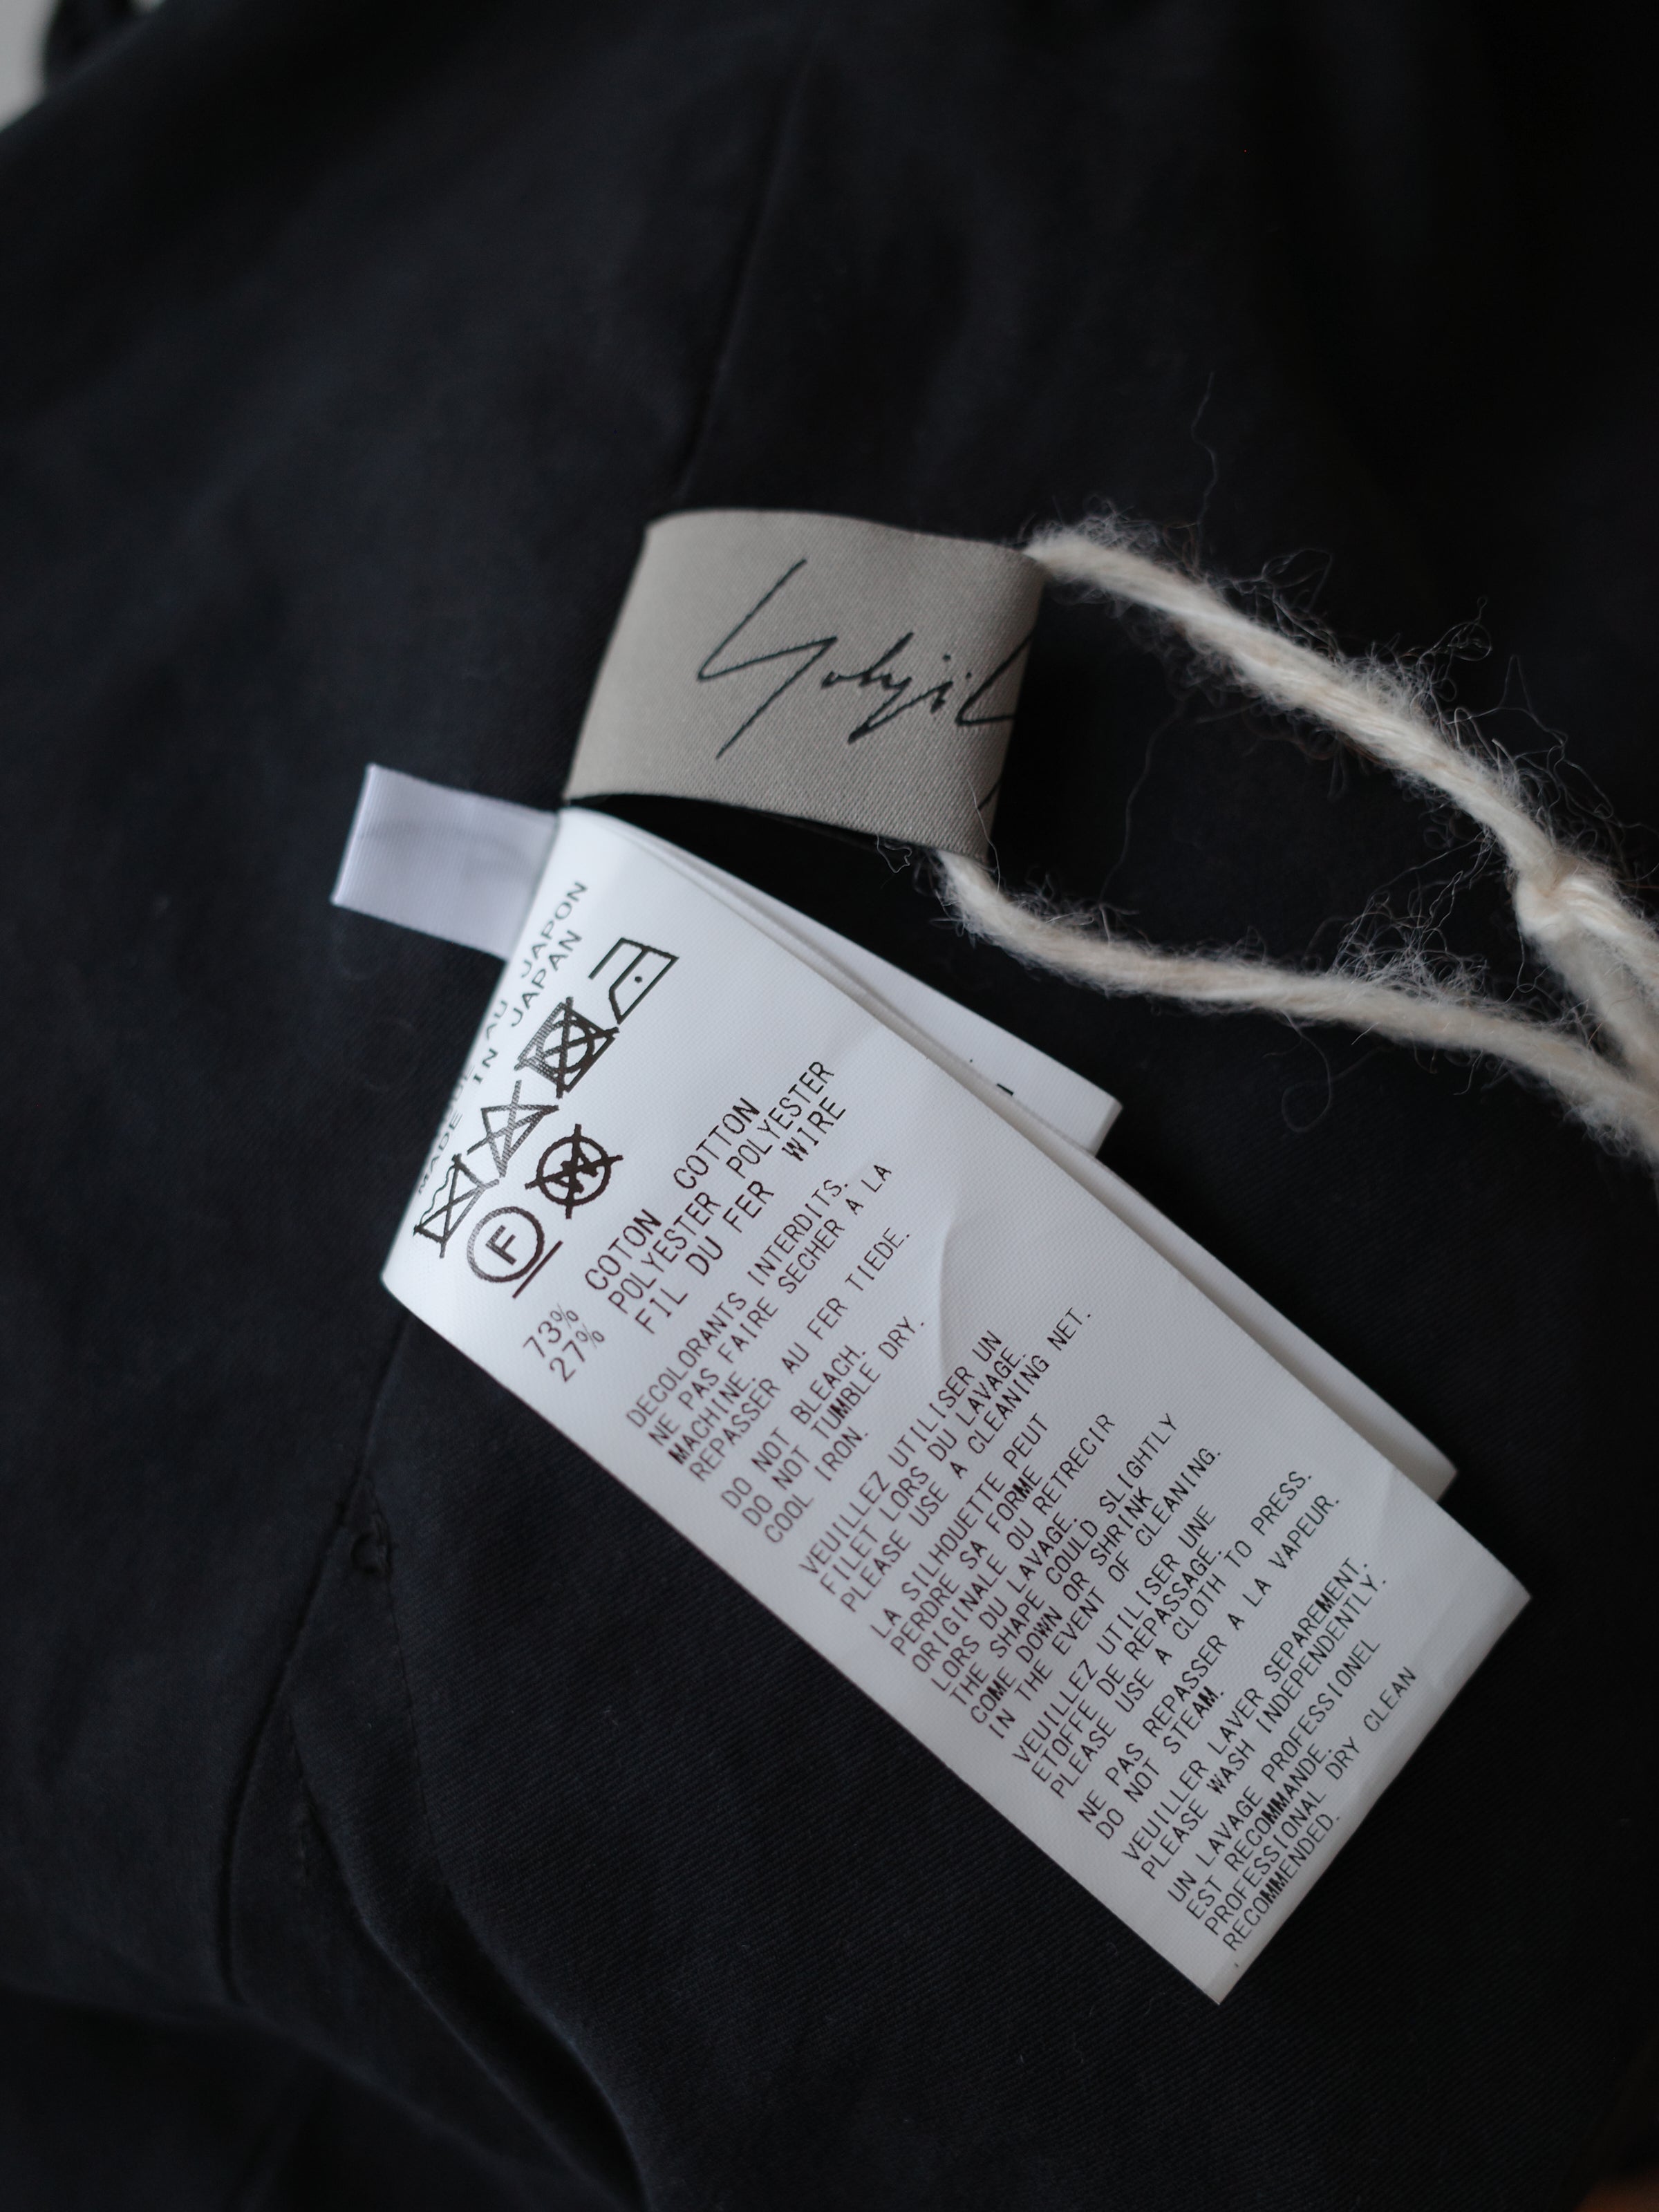 Yohji
MADE IN JAPAN
AU JAPON
W
F
COTON COTTON
POLYESTER POLYESTER
FIL DU FER WIRE
73%
27%
DECOLORANTS INTERDITS.
NE PAS FAIRE SECHER A LA
MACHINE.
REPASSER AU FER TIEDE.
DO NOT BLEACH.
DO NOT TUMBLE DRY.
COOL IRON.
VEUILLEZ UTILISER UN
FILET LORS DU LAVAGE.
PLEASE USE A CLEANING NET.
LA SILHOUETTE PEUT
PERDRE SA FORME
ORIGINALE OU RETRECIR
LORS DU LAVAGE.
THE SHAPE COULD SLIGHTLY
COME DOWN OR SHRINK
IN THE EVENT OF CLEANING.
VEUILLEZ UTILISER UNE
ETOFFE DE REPASSAGE.
PLEASE USE A CLOTH TO PRESS.
NE PAS REPASSER A LA VAPEUR.
DO NOT STEAM.
VEUILLER LAVER SEPAREMENT.
PLEASE WASH INDEPENDENTLY.
UN LAVAGE PROFESSIONEL
EST RECOMMANDE.
PROFESSIONAL DRY CLEAN
RECOMMENDED.